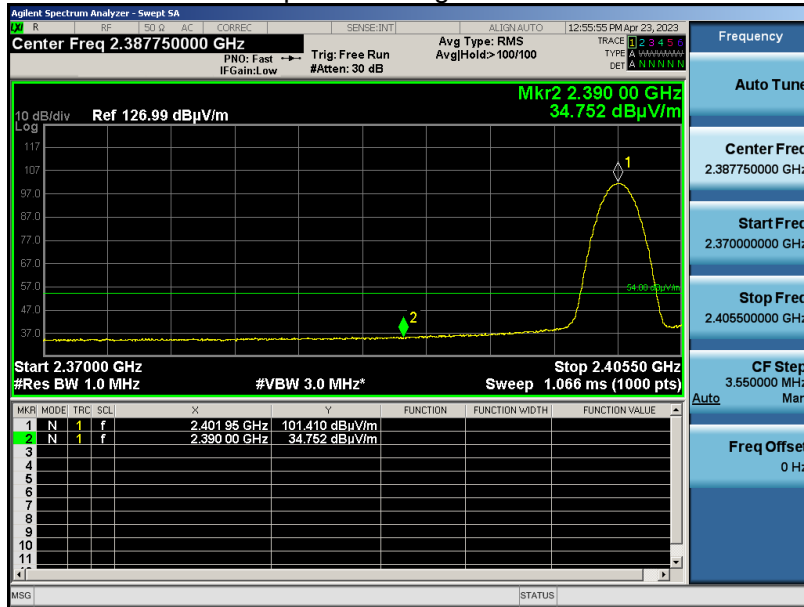 Agilent Spectrum Analyzer - Swept SA
LXI R RF 50 Ω AC CORREC SENSE:INT ALIGN AUTO 12:55:55 PM Apr 23, 2023
Center Freq 2.387750000 GHz
PNO: Fast
IFGain:Low
Trig: Free Run
#Atten: 30 dB
Avg Type: RMS
Avg|Hold:>100/100
TRACE 1 2 3 4 5 6
TYPE A
DET A N N N N N
Mkr2 2.390 00 GHz
34.752 dBµV/m
10 dB/div Ref 126.99 dBµV/m
Log
117
107
97.0
87.0
77.0
67.0
57.0
47.0
37.0
1
54.00 dBµV/m
2
Start 2.37000 GHz Stop 2.40550 GHz
#Res BW 1.0 MHz #VBW 3.0 MHz* Sweep 1.066 ms (1000 pts)
MKR MODE TRC SCL X Y FUNCTION FUNCTION WIDTH FUNCTION VALUE
1 N 1 f 2.401 95 GHz 101.410 dBµV/m
2 N 1 f 2.390 00 GHz 34.752 dBµV/m
3
4
5
6
7
8
9
10
11
MSG STATUS
Frequency
Auto Tune
Center Freq
2.387750000 GHz
Start Freq
2.370000000 GHz
Stop Freq
2.405500000 GHz
CF Step
3.550000 MHz
Auto Man
Freq Offset
0 Hz